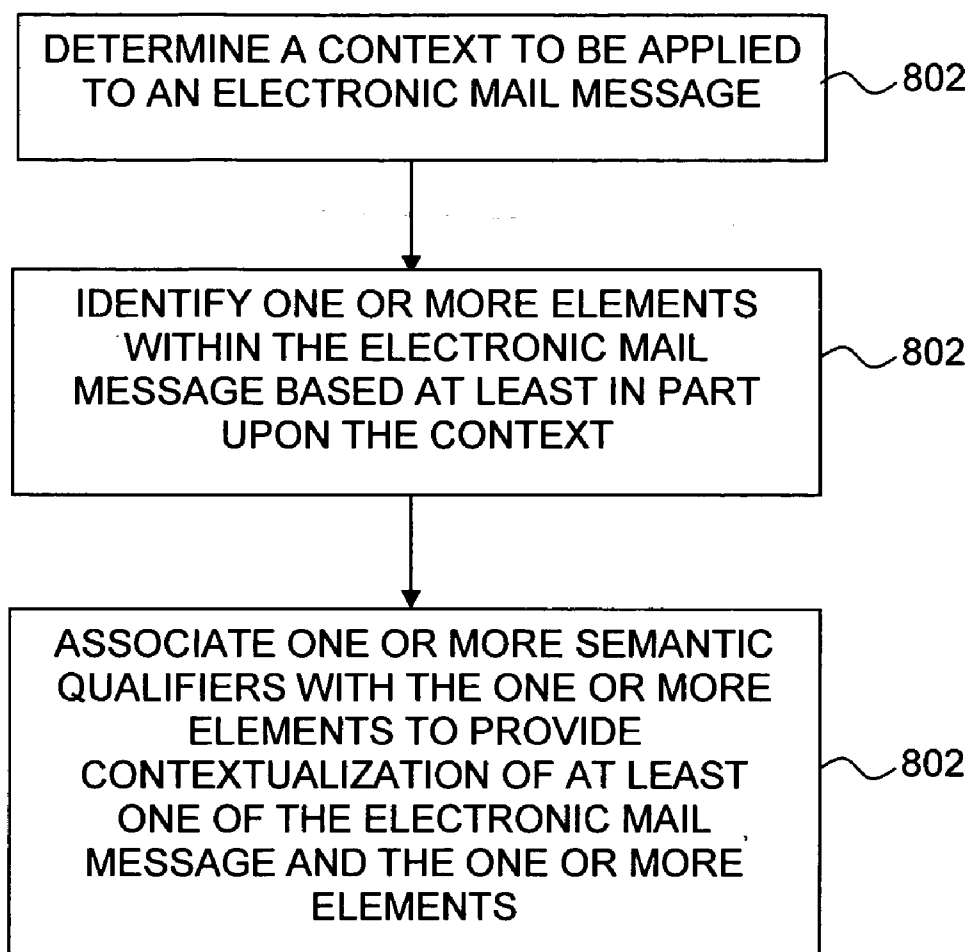 DETERMINE A CONTEXT TO BE APPLIED
TO AN ELECTRONIC MAIL MESSAGE
802
IDENTIFY ONE OR MORE ELEMENTS
WITHIN THE ELECTRONIC MAIL
MESSAGE BASED AT LEAST IN PART
UPON THE CONTEXT
802
ASSOCIATE ONE OR MORE SEMANTIC
QUALIFIERS WITH THE ONE OR MORE
ELEMENTS TO PROVIDE
CONTEXTUALIZATION OF AT LEAST
ONE OF THE ELECTRONIC MAIL
MESSAGE AND THE ONE OR MORE
ELEMENTS
802